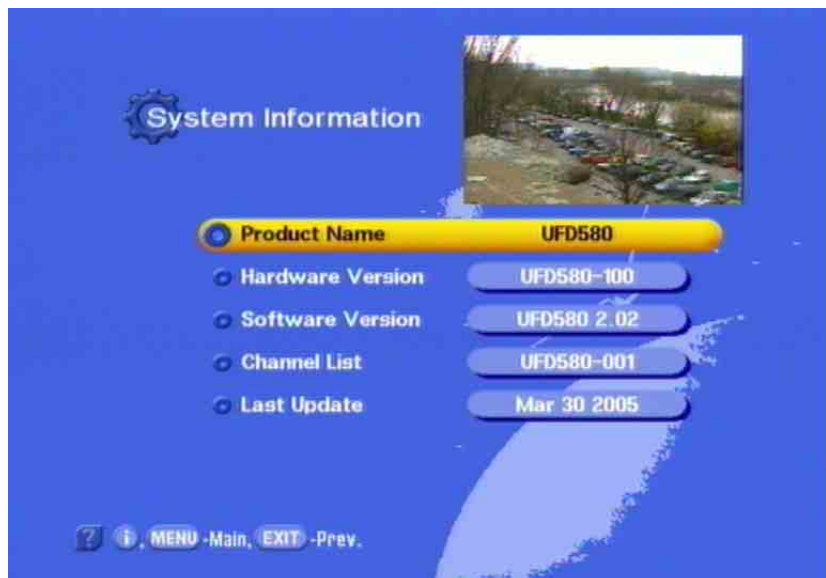 System Information
Product Name UFD580
Hardware Version UFD580-100
Software Version UFD580 2.02
Channel List UFD580-001
Last Update Mar 30 2005
? i, MENU -Main, EXIT -Prev.